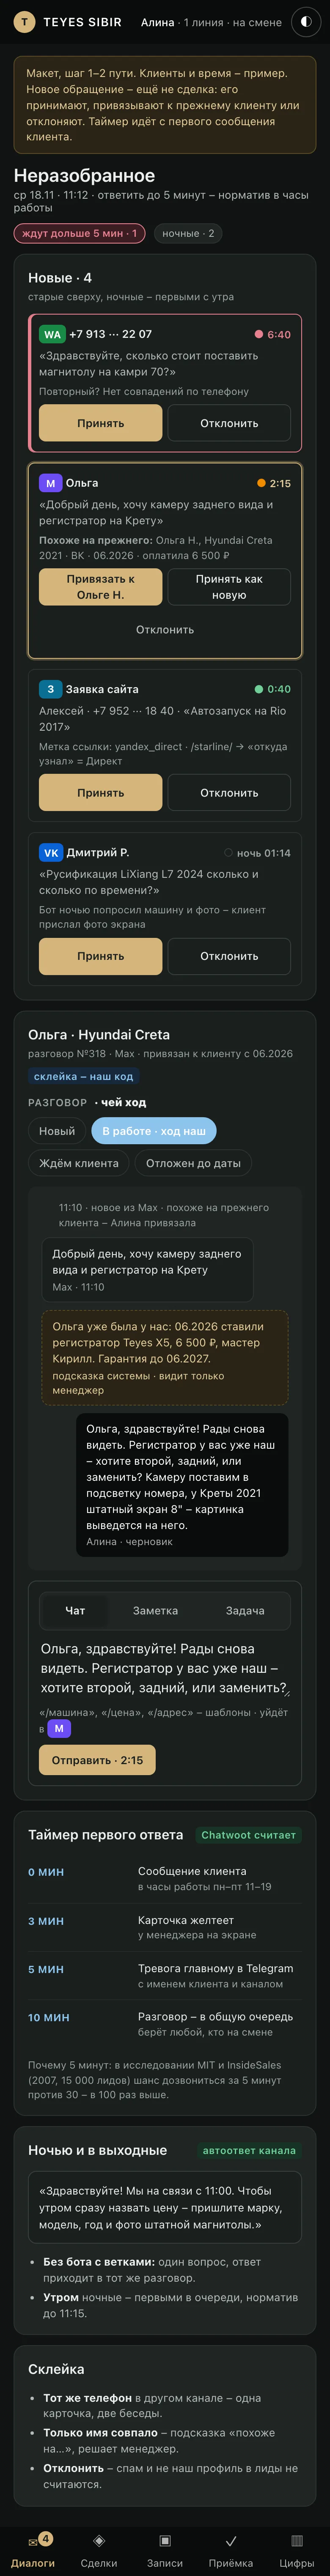 T TEYES SIBIR Алина · 1 линия · на смене
Макет, шаг 1–2 пути. Клиенты и время – пример.
Новое обращение – ещё не сделка: его
принимают, привязывают к прежнему клиенту или
отклоняют. Таймер идёт с первого сообщения
клиента.
Неразобранное
ср 18.11 · 11:12 · ответить до 5 минут – норматив в часы
работы
ждут дольше 5 мин · 1 ночные · 2
Новые · 4
старые сверху, ночные – первыми с утра
WA +7 913 ··· 22 07 6:40
«Здравствуйте, сколько стоит поставить
магнитолу на камри 70?»
Повторный? Нет совпадений по телефону
Принять Отклонить
M Ольга 2:15
«Добрый день, хочу камеру заднего вида и
регистратор на Крету»
Похоже на прежнего: Ольга Н., Hyundai Creta
2021 · ВК · 06.2026 · оплатила 6 500 ₽
Привязать к
Ольге Н.
Принять как
новую
Отклонить
З Заявка сайта 0:40
Алексей · +7 952 ··· 18 40 · «Автозапуск на Rio
2017»
Метка ссылки: yandex_direct · /starline/ → «откуда
узнал» = Директ
Принять Отклонить
VK Дмитрий Р. ночь 01:14
«Русификация LiXiang L7 2024 сколько и
сколько по времени?»
Бот ночью попросил машину и фото – клиент
прислал фото экрана
Принять Отклонить
Ольга · Hyundai Creta
разговор №318 · Max · привязан к клиенту с 06.2026
склейка – наш код
РАЗГОВОР · чей ход
Новый В работе · ход наш
Ждём клиента Отложен до даты
11:10 · новое из Max · похоже на прежнего
клиента – Алина привязала
Добрый день, хочу камеру заднего
вида и регистратор на Крету
Max · 11:10
Ольга уже была у нас: 06.2026 ставили
регистратор Teyes X5, 6 500 ₽, мастер
Кирилл. Гарантия до 06.2027.
подсказка системы · видит только
менеджер
Ольга, здравствуйте! Рады снова
видеть. Регистратор у вас уже наш
– хотите второй, задний, или
заменить? Камеру поставим в
подсветку номера, у Креты 2021
штатный экран 8" – картинка
выведется на него.
Алина · черновик
Чат Заметка Задача
Ольга, здравствуйте! Рады снова
видеть. Регистратор у вас уже наш –
хотите второй, задний, или заменить?
«/машина», «/цена», «/адрес» – шаблоны · уйдёт
в M
Отправить · 2:15
Таймер первого ответа Chatwoot считает
0 МИН Сообщение клиента
в часы работы пн–пт 11–19
3 МИН Карточка желтеет
у менеджера на экране
5 МИН Тревога главному в Telegram
с именем клиента и каналом
10 МИН Разговор – в общую очередь
берёт любой, кто на смене
Почему 5 минут: в исследовании MIT и InsideSales
(2007, 15 000 лидов) шанс дозвониться за 5 минут
против 30 – в 100 раз выше.
Ночью и в выходные автоответ канала
«Здравствуйте! Мы на связи с 11:00. Чтобы
утром сразу назвать цену – пришлите марку,
модель, год и фото штатной магнитолы.»
• Без бота с ветками: один вопрос, ответ
приходит в тот же разговор.
• Утром ночные – первыми в очереди, норматив
до 11:15.
Склейка
• Тот же телефон в другом канале – одна
карточка, две беседы.
• Только имя совпало – подсказка «похоже
на…», решает менеджер.
• Отклонить – спам и не наш профиль в лиды не
считаются.
4
Диалоги Сделки Записи Приёмка Цифры